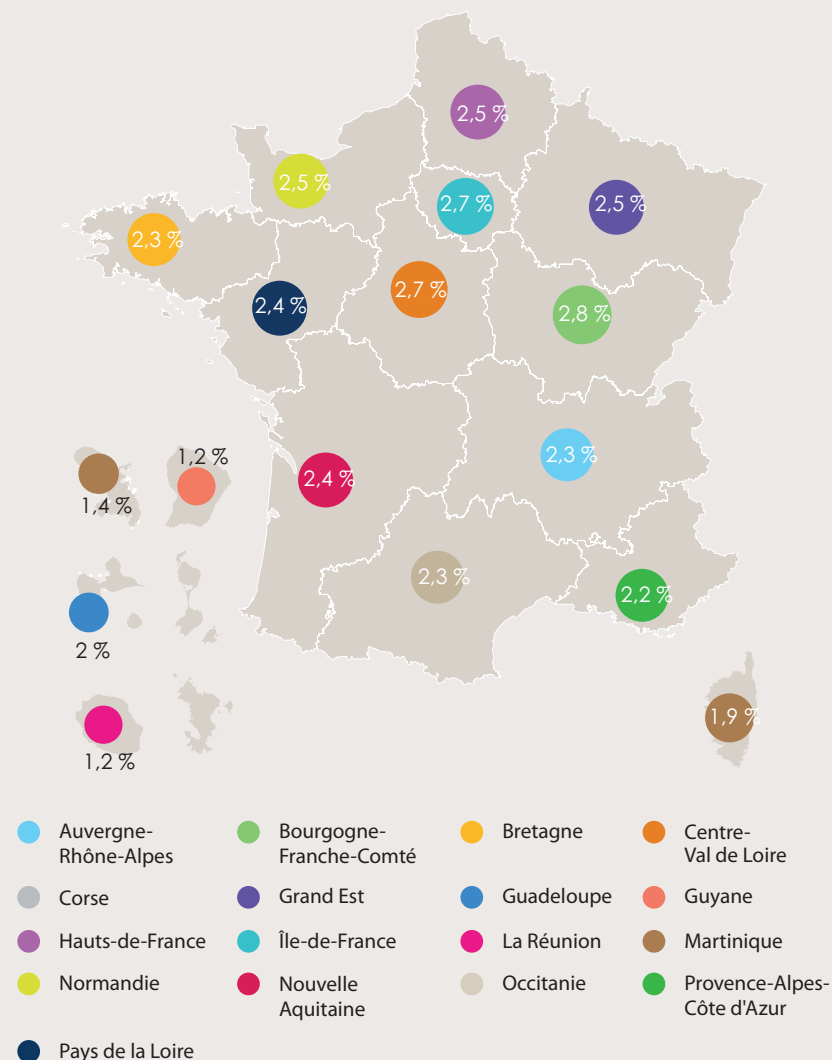 2,5 %
2,5 %
2,7 %
2,5 %
2,3 %
2,7 %
2,4 %
2,8 %
1,2 %
2,3 %
2,4 %
1,4 %
2,3 %
2,2 %
2 %
1,9 %
1,2 %
Auvergne-
Rhône-Alpes
Bourgogne-
Franche-Comté
Bretagne
Centre-
Val de Loire
Corse
Grand Est
Guadeloupe
Guyane
Hauts-de-France
Île-de-France
La Réunion
Martinique
Normandie
Nouvelle
Aquitaine
Occitanie
Provence-Alpes-
Côte d'Azur
Pays de la Loire